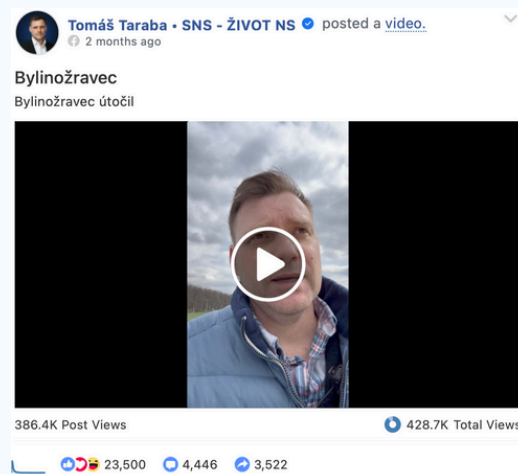 Tomáš Taraba • SNS - ŽIVOT NS posted a video.
2 months ago
Bylinožravec
Bylinožravec útočil
386.4K Post Views
428.7K Total Views
23,500 4,446 3,522